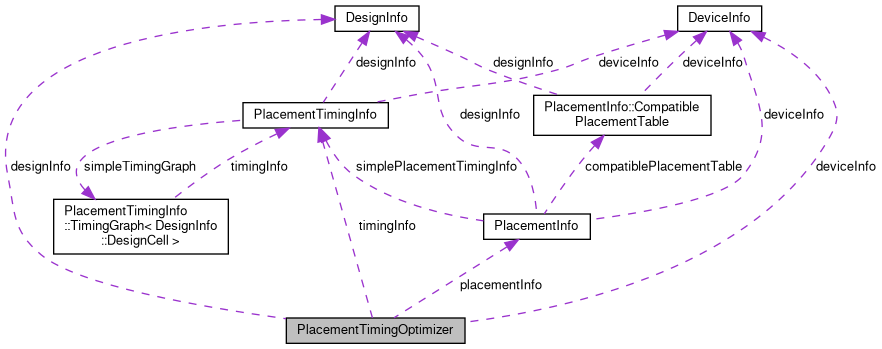 DesignInfo
DeviceInfo
designInfo
designInfo
deviceInfo
deviceInfo
PlacementTimingInfo
PlacementInfo::Compatible
PlacementTable
designInfo
deviceInfo
designInfo
simpleTimingGraph
timingInfo
simplePlacementTimingInfo
compatiblePlacementTable
deviceInfo
PlacementTimingInfo
::TimingGraph< DesignInfo
::DesignCell >
timingInfo
PlacementInfo
placementInfo
PlacementTimingOptimizer